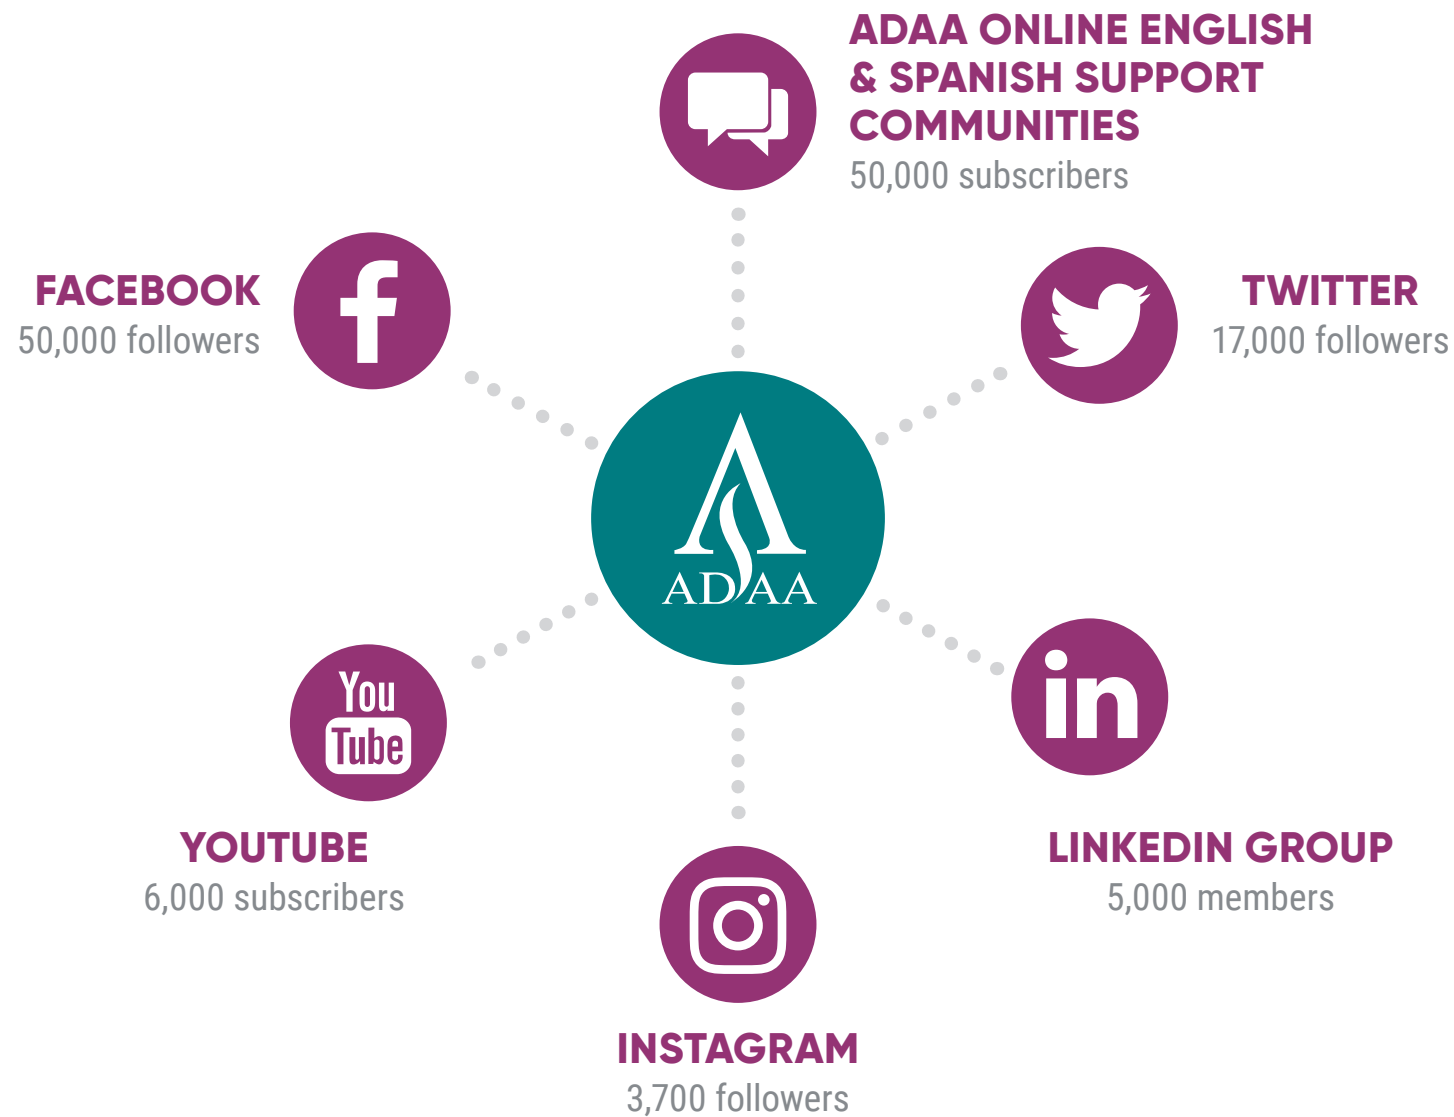 ADAA ONLINE ENGLISH
& SPANISH SUPPORT
COMMUNITIES
50,000 subscribers
f
FACEBOOK
50,000 followers
TWITTER
17,000 followers
ADAA
You
Tube
YOUTUBE
6,000 subscribers
in
LINKEDIN GROUP
5,000 members
INSTAGRAM
3,700 followers